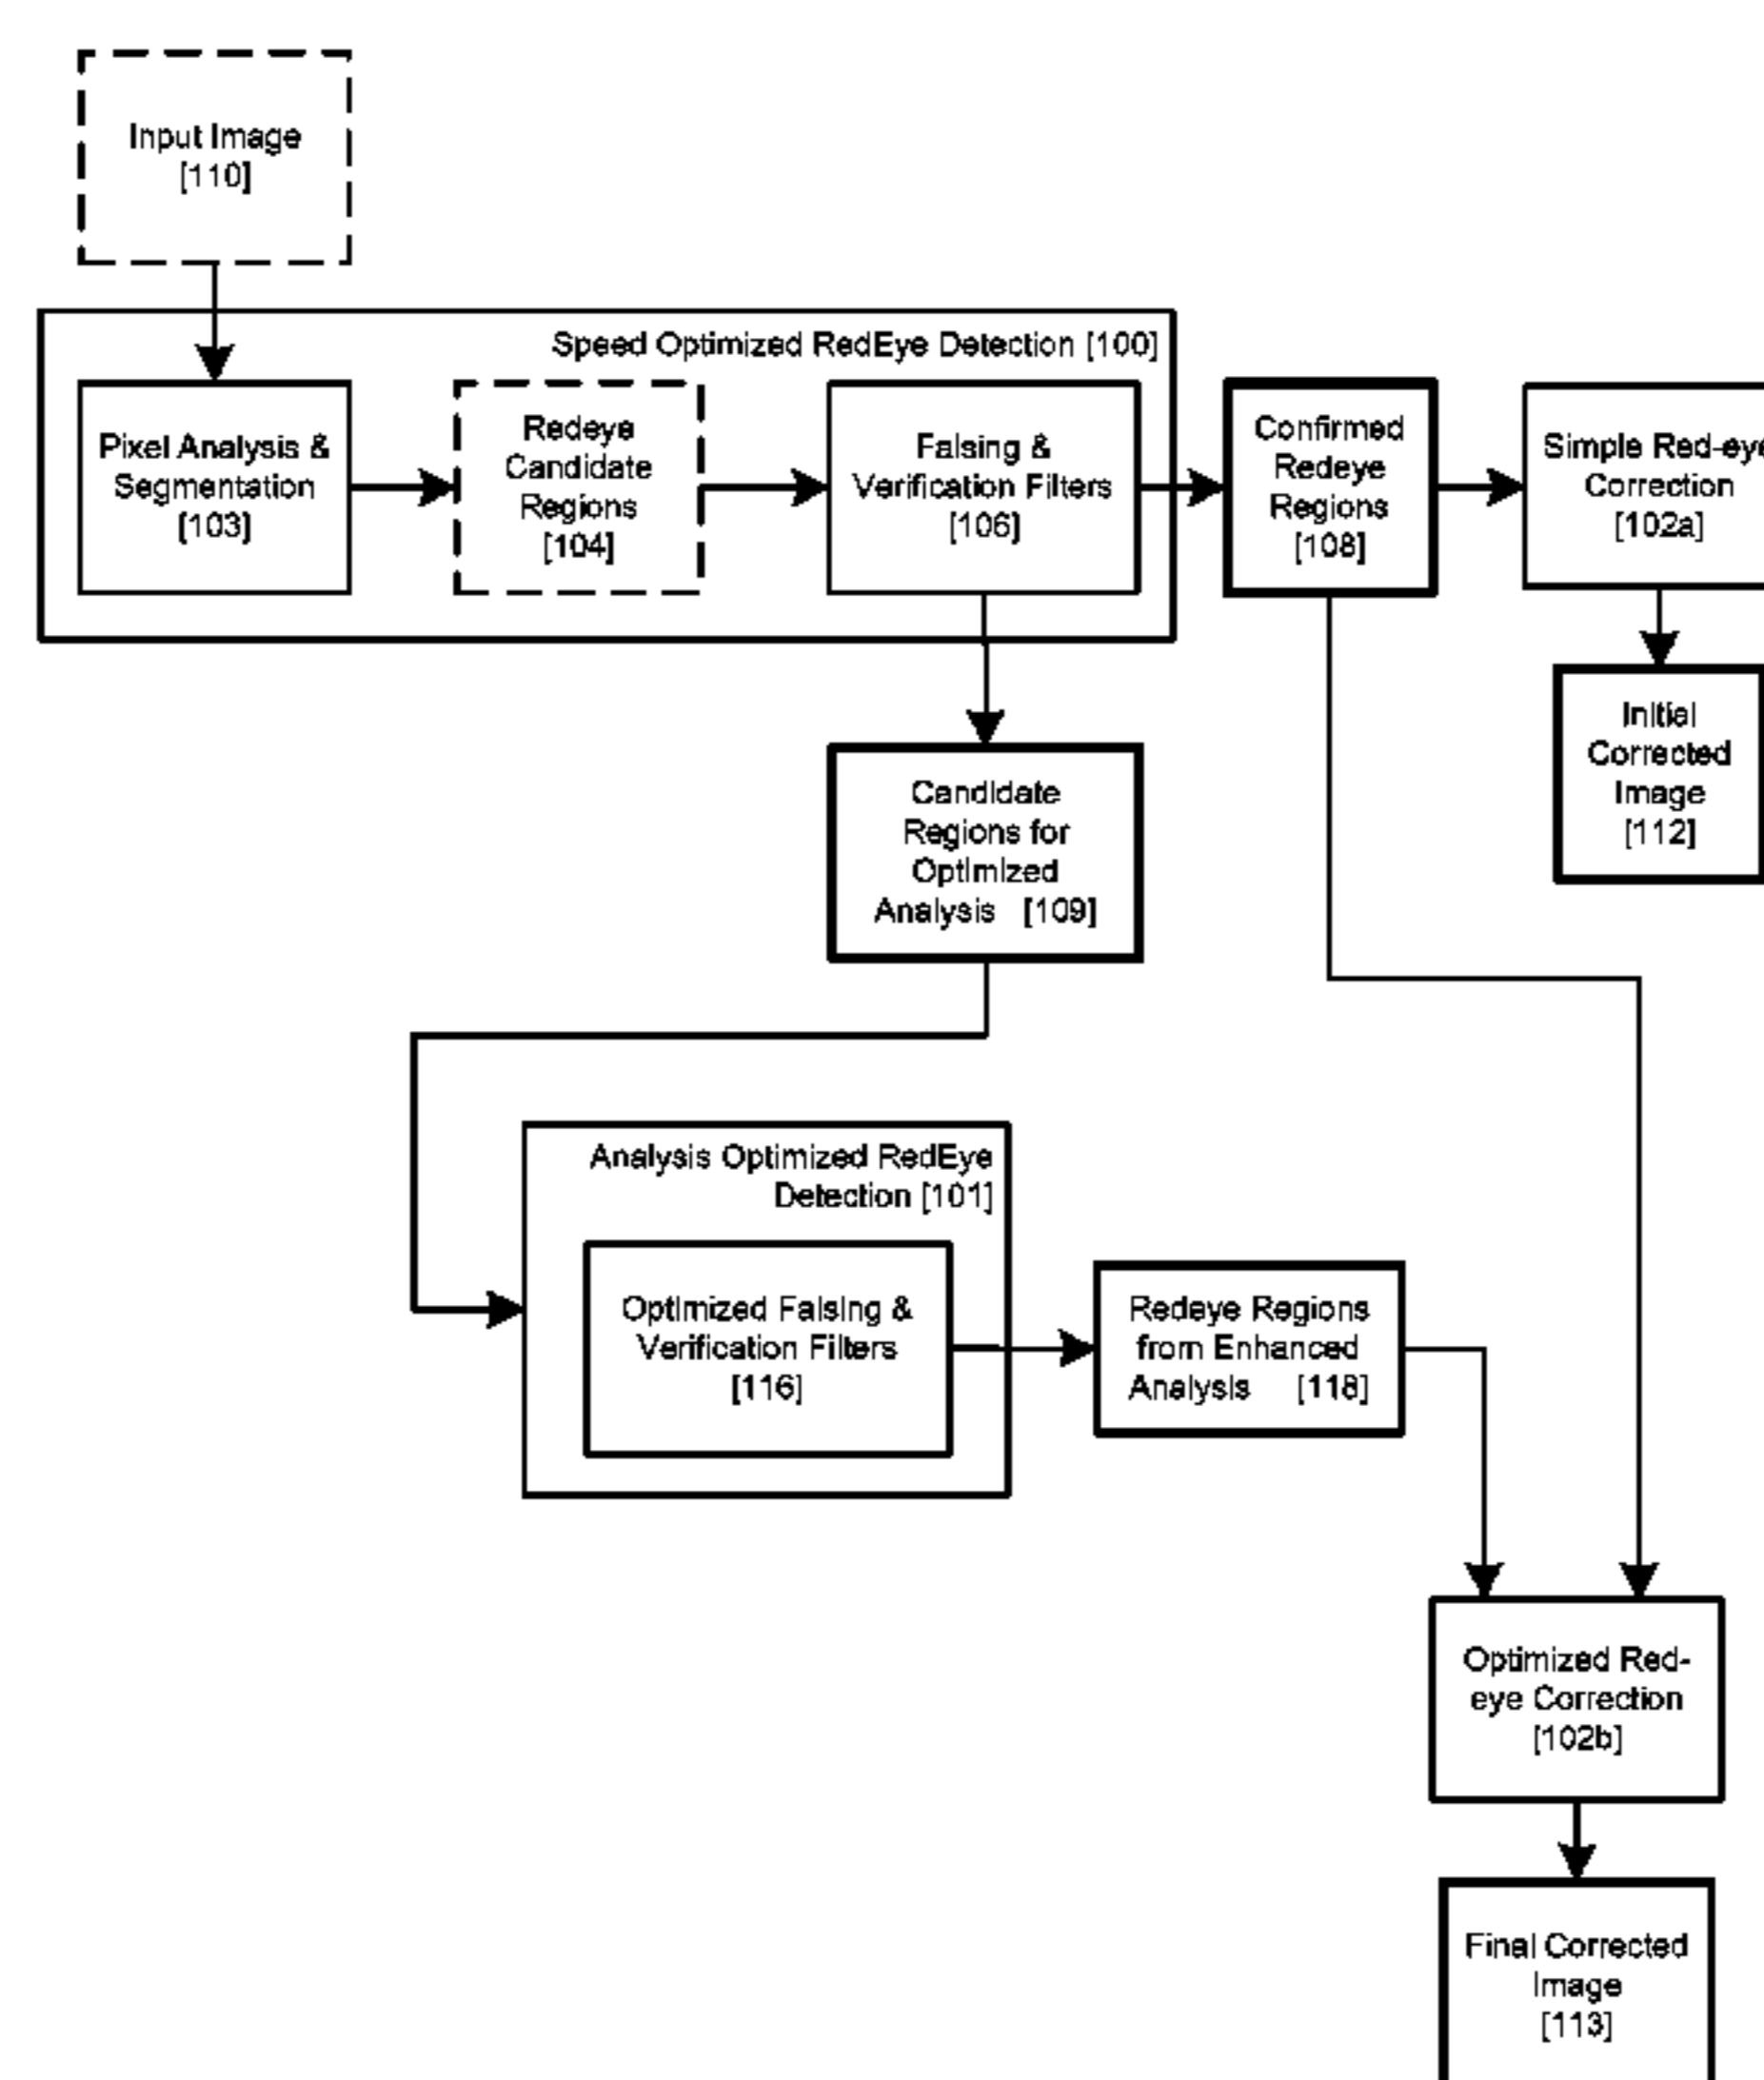 Input Image
[110]
Speed Optimized RedEye Detection [100]
Pixel Analysis &
Segmentation
[103]
Redeye
Candidate
Regions
[104]
Falsing &
Verification Filters
[106]
Confirmed
Redeye
Regions
[108]
Simple Red-eye
Correction
[102a]
Initial
Corrected
Image
[112]
Candidate
Regions for
Optimized
Analysis [109]
Analysis Optimized RedEye
Detection [101]
Optimized Falsing &
Verification Filters
[116]
Redeye Regions
from Enhanced
Analysis [118]
Optimized Red-
eye Correction
[102b]
Final Corrected
Image
[113]